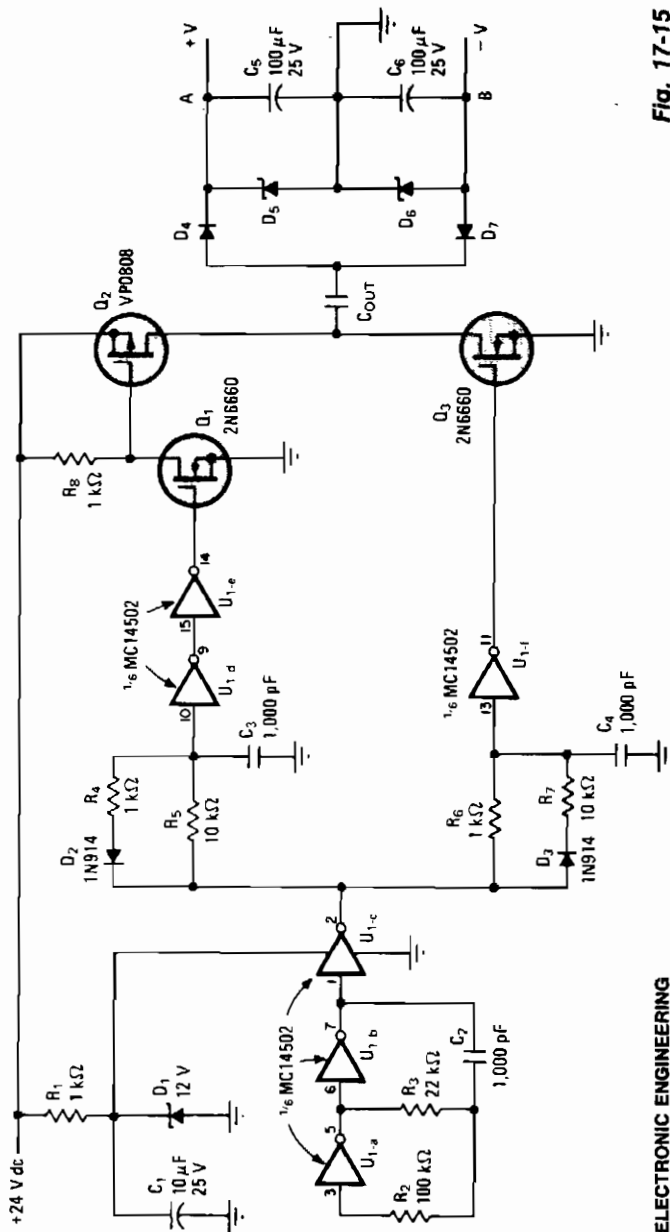 +24 V dc
R1
1 kΩ
C1
10 μF
25 V
D1
12 V
1/6 MC14502
3
5
U1-a
6
7
U1 b
1
2
U1-c
R2
100 kΩ
R3
22 kΩ
C2
1,000 pF
D2
1N914
R4
1 kΩ
R5
10 kΩ
C3
1,000 pF
1/6 MC14502
10
9
U1 d
15
14
U1-e
R8
1 kΩ
Q1
2N6660
Q2
VP0808
R6
1 kΩ
D3
1N914
R7
10 kΩ
C4
1,000 pF
1/6 MC14502
13
11
U1-f
Q3
2N6660
COUT
D4
D5
D6
D7
A
+V
C5
100 μF
25 V
C6
100 μF
25 V
B
−V
ELECTRONIC ENGINEERING
Fig. 17-15